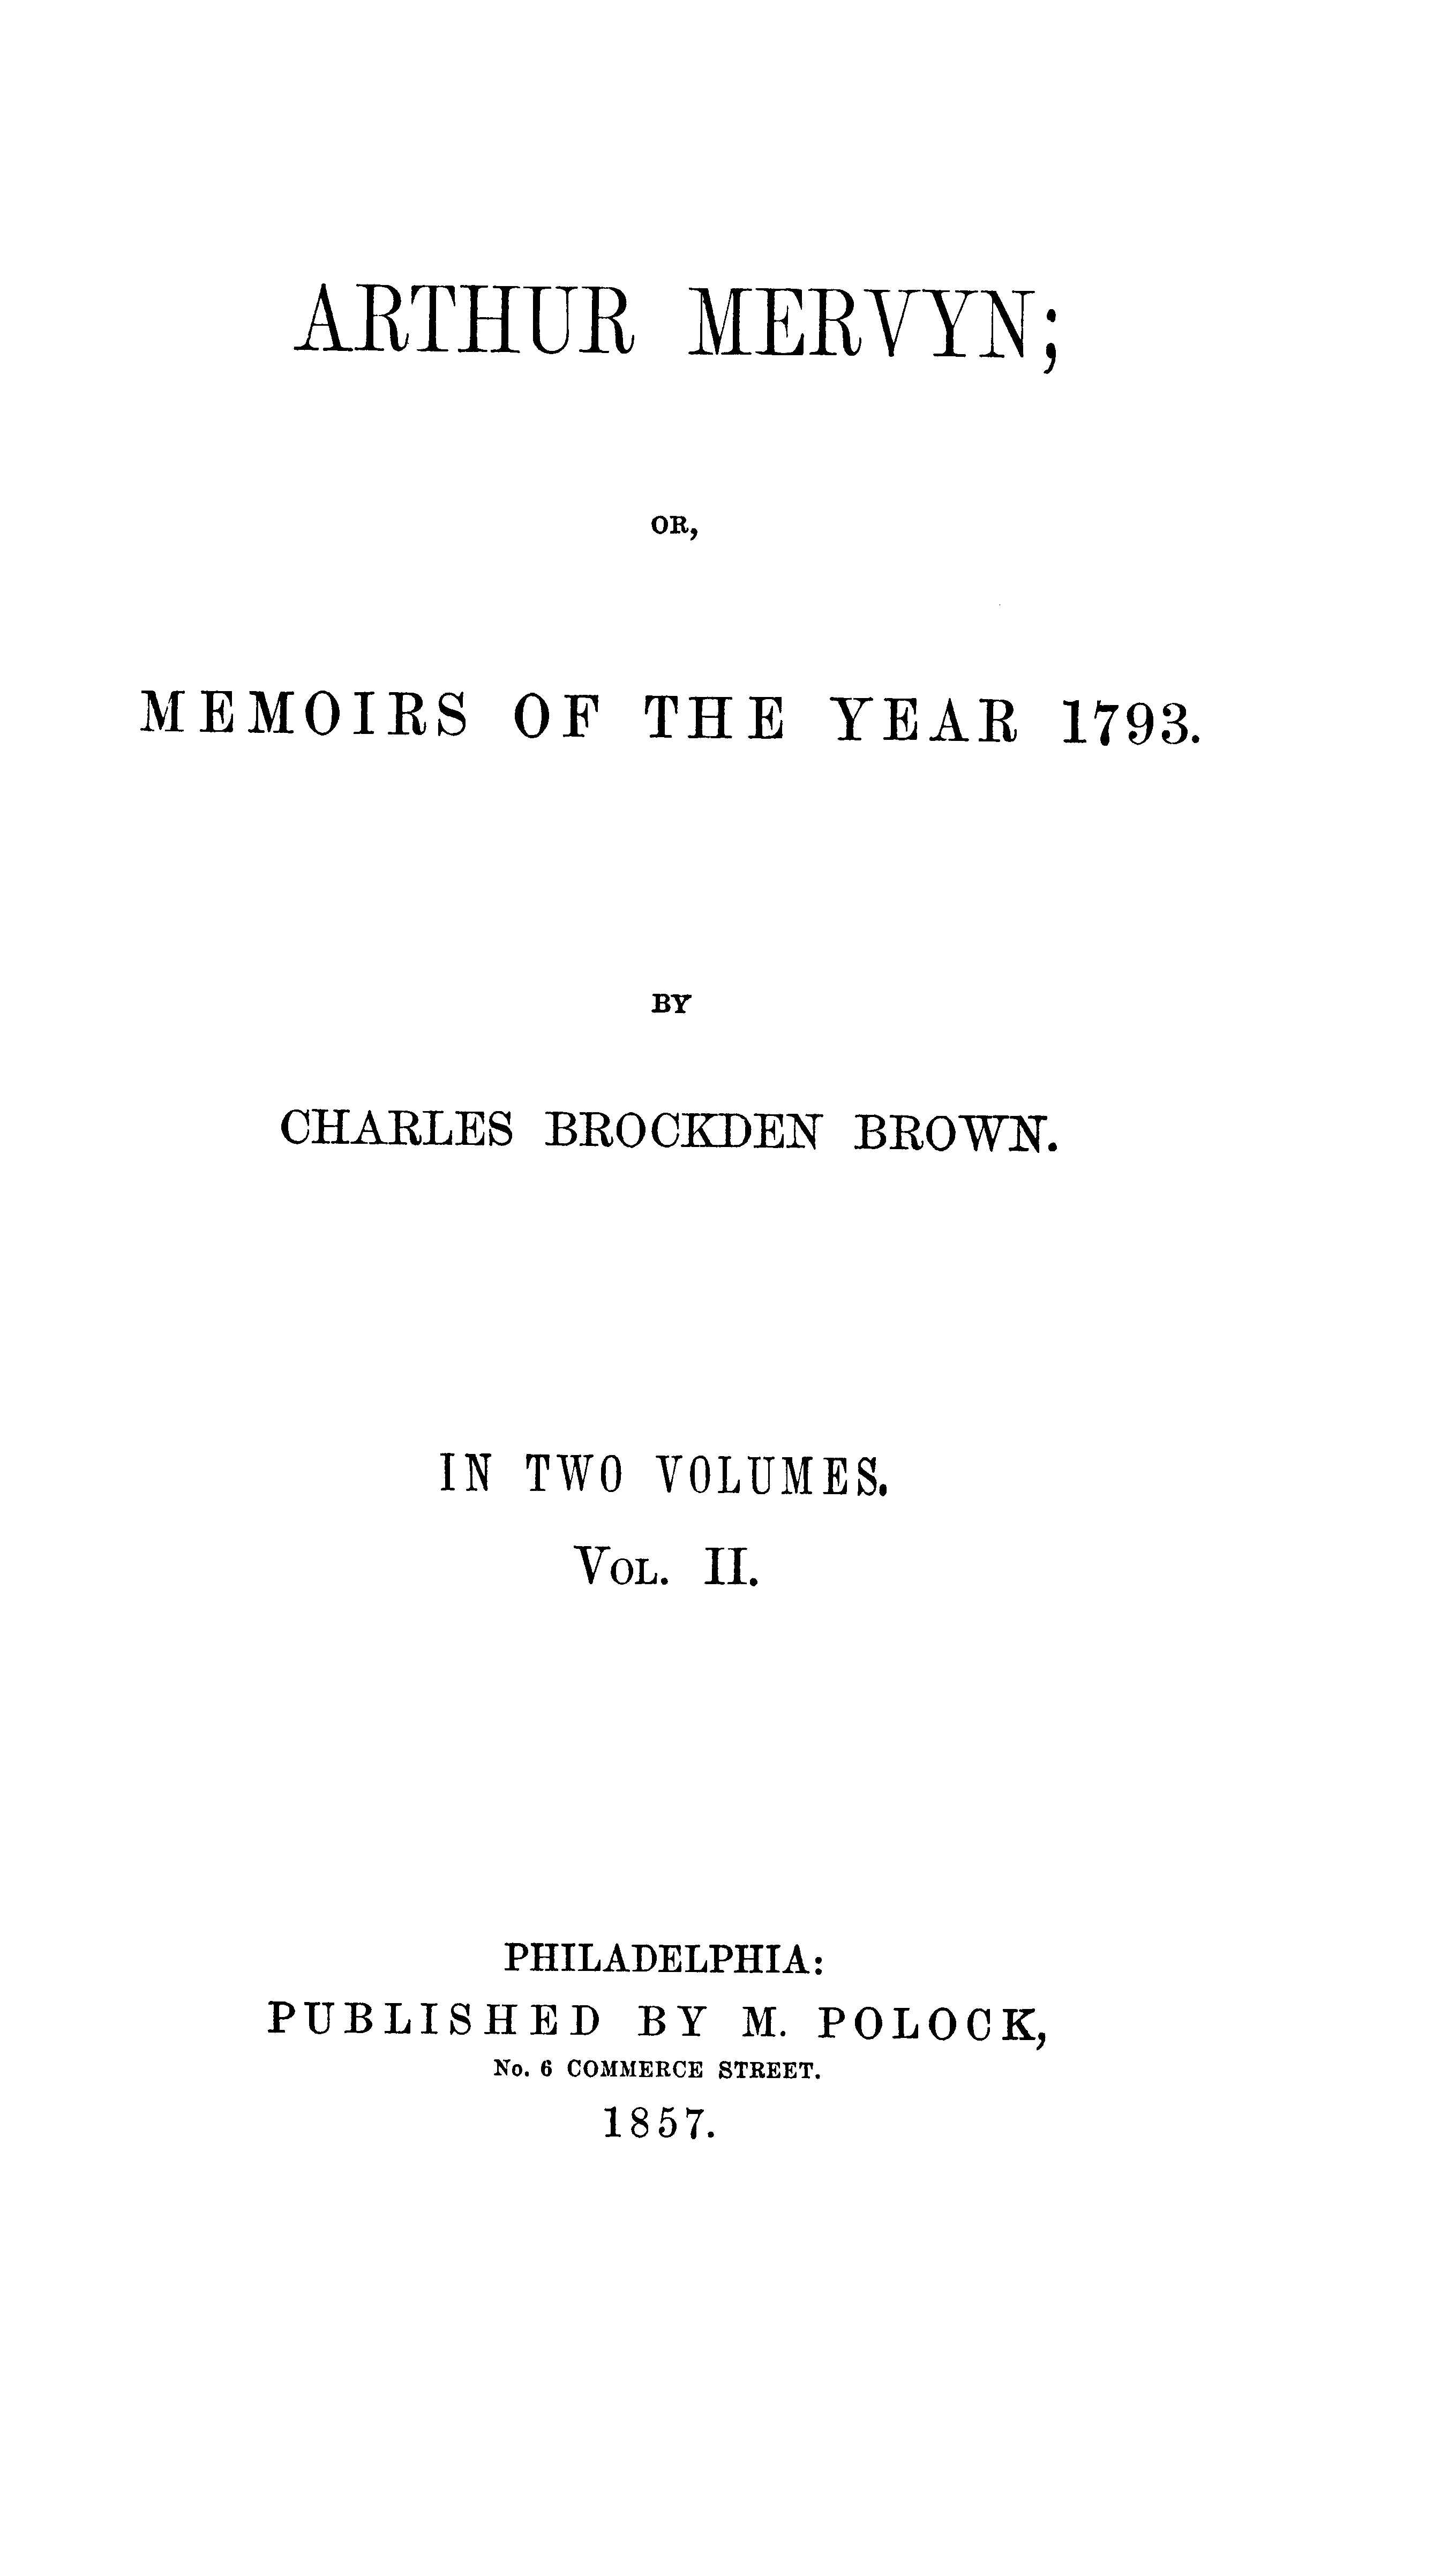 ARTHUR MERVYN;
OR,
MEMOIRS OF THE YEAR 1793.
BY
CHARLES BROCKDEN BROWN.
IN TWO VOLUMES.
VOL. II.
PHILADELPHIA:
PUBLISHED BY M. POLOCK,
No. 6 COMMERCE STREET.
1857.